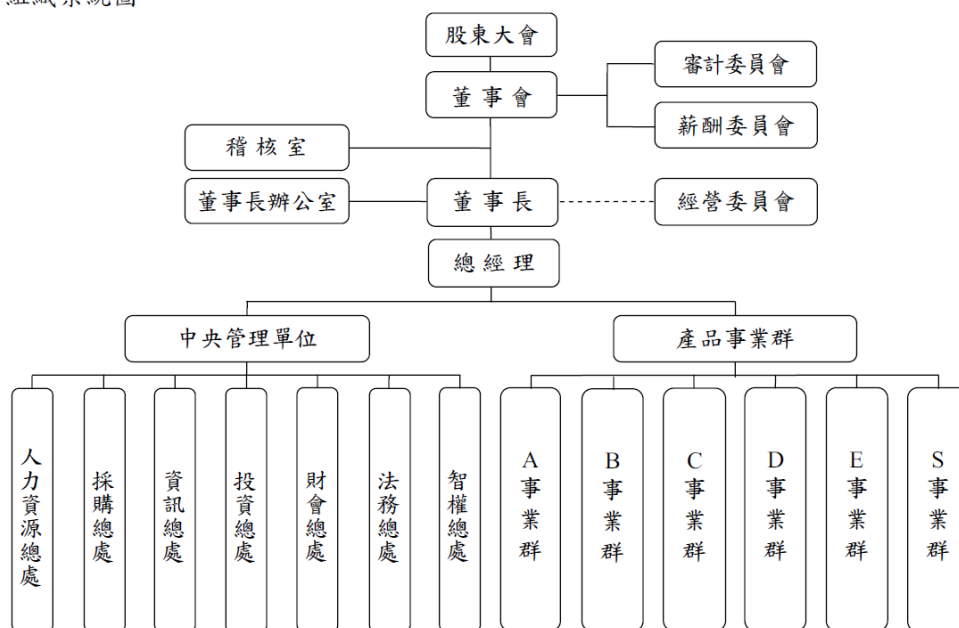 組織系統圖
股東大會
審計委員會
董事會
薪酬委員會
稽核室
董事長辦公室
董事長
經營委員會
總經理
中央管理單位
產品事業群
人力資源總處
採購總處
資訊總處
投資總處
財會總處
法務總處
智權總處
A事業群
B事業群
C事業群
D事業群
E事業群
S事業群